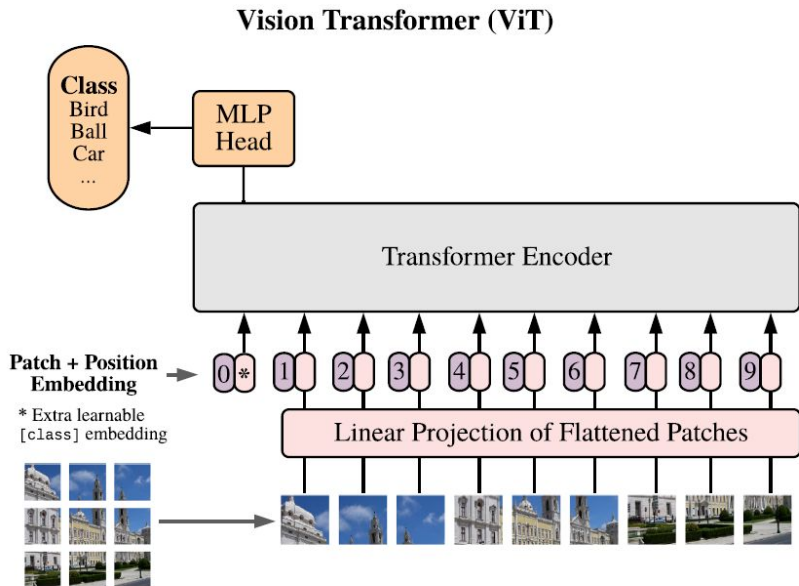 Vision Transformer (ViT)
Class
Bird
Ball
Car
...
MLP
Head
Transformer Encoder
Patch + Position
Embedding
0 * 1 2 3 4 5 6 7 8 9
* Extra learnable
[class] embedding
Linear Projection of Flattened Patches